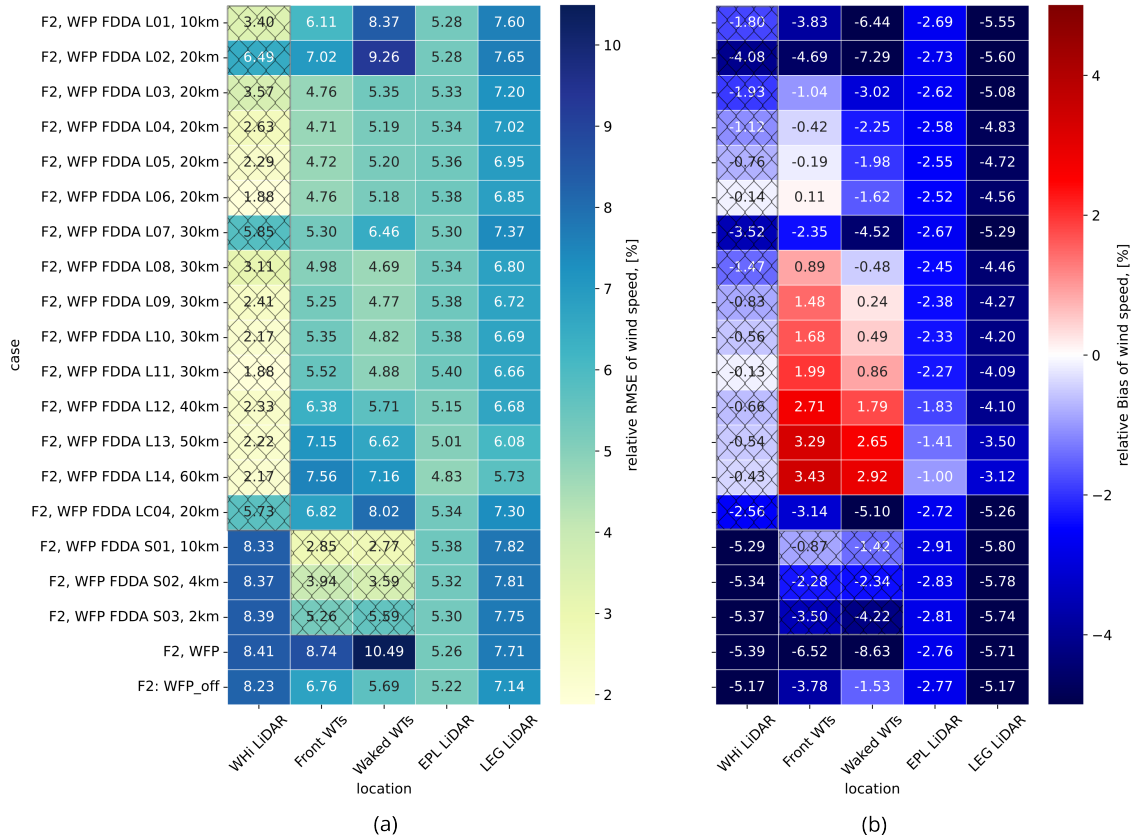 F2, WFP FDDA L01, 10km 3.40 6.11 8.37 5.28 7.60 -1.80 -3.83 -6.44 -2.69 -5.55
F2, WFP FDDA L02, 20km 6.49 7.02 9.26 5.28 7.65 -4.08 -4.69 -7.29 -2.73 -5.60
F2, WFP FDDA L03, 20km 3.57 4.76 5.35 5.33 7.20 -1.93 -1.04 -3.02 -2.62 -5.08
F2, WFP FDDA L04, 20km 2.63 4.71 5.19 5.34 7.02 -1.12 -0.42 -2.25 -2.58 -4.83
F2, WFP FDDA L05, 20km 2.29 4.72 5.20 5.36 6.95 -0.76 -0.19 -1.98 -2.55 -4.72
F2, WFP FDDA L06, 20km 1.88 4.76 5.18 5.38 6.85 -0.14 0.11 -1.62 -2.52 -4.56
F2, WFP FDDA L07, 30km 5.85 5.30 6.46 5.30 7.37 -3.52 -2.35 -4.52 -2.67 -5.29
F2, WFP FDDA L08, 30km 3.11 4.98 4.69 5.34 6.80 -1.47 0.89 -0.48 -2.45 -4.46
F2, WFP FDDA L09, 30km 2.41 5.25 4.77 5.38 6.72 -0.83 1.48 0.24 -2.38 -4.27
F2, WFP FDDA L10, 30km 2.17 5.35 4.82 5.38 6.69 -0.56 1.68 0.49 -2.33 -4.20
F2, WFP FDDA L11, 30km 1.88 5.52 4.88 5.40 6.66 -0.13 1.99 0.86 -2.27 -4.09
F2, WFP FDDA L12, 40km 2.33 6.38 5.71 5.15 6.68 -0.66 2.71 1.79 -1.83 -4.10
F2, WFP FDDA L13, 50km 2.22 7.15 6.62 5.01 6.08 -0.54 3.29 2.65 -1.41 -3.50
F2, WFP FDDA L14, 60km 2.17 7.56 7.16 4.83 5.73 -0.43 3.43 2.92 -1.00 -3.12
F2, WFP FDDA LC04, 20km 5.73 6.82 8.02 5.34 7.30 -2.56 -3.14 -5.10 -2.72 -5.26
F2, WFP FDDA S01, 10km 8.33 2.85 2.77 5.38 7.82 -5.29 -0.87 -1.42 -2.91 -5.80
F2, WFP FDDA S02, 4km 8.37 3.94 3.59 5.32 7.81 -5.34 -2.28 -2.34 -2.83 -5.78
F2, WFP FDDA S03, 2km 8.39 5.26 5.59 5.30 7.75 -5.37 -3.50 -4.22 -2.81 -5.74
F2, WFP 8.41 8.74 10.49 5.26 7.71 -5.39 -6.52 -8.63 -2.76 -5.71
F2: WFP_off 8.23 6.76 5.69 5.22 7.14 -5.17 -3.78 -1.53 -2.77 -5.17
case
WHi LiDAR Front WTs Waked WTs EPL LiDAR LEG LiDAR
location
(a)
10
9
8
7
6
5
4
3
2
relative RMSE of wind speed, [%]
WHi LiDAR Front WTs Waked WTs EPL LiDAR LEG LiDAR
location
(b)
4
2
0
−2
−4
relative Bias of wind speed, [%]